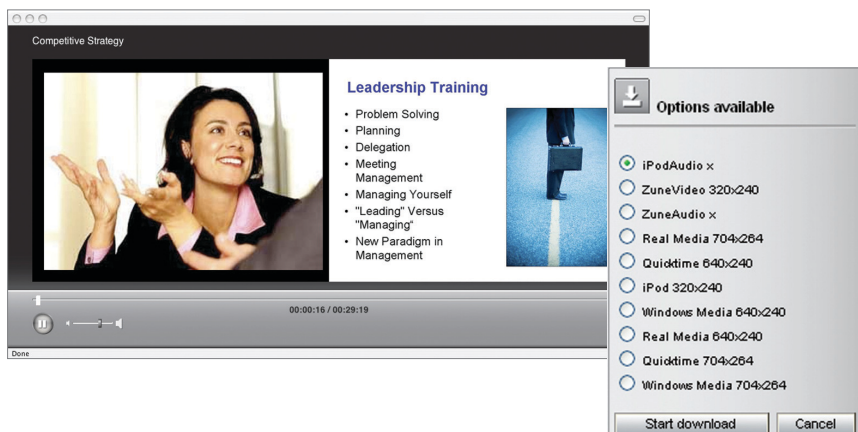 Competitive Strategy
Leadership Training
• Problem Solving
• Planning
• Delegation
• Meeting
Management
• Managing Yourself
• "Leading" Versus
"Managing"
• New Paradigm in
Management
00:00:16 / 00:29:19
Done
Options available
iPodAudio x
ZuneVideo 320x240
ZuneAudio x
Real Media 704x264
Quicktime 640x240
iPod 320x240
Windows Media 640x240
Real Media 640x240
Quicktime 704x264
Windows Media 704x264
Start download
Cancel